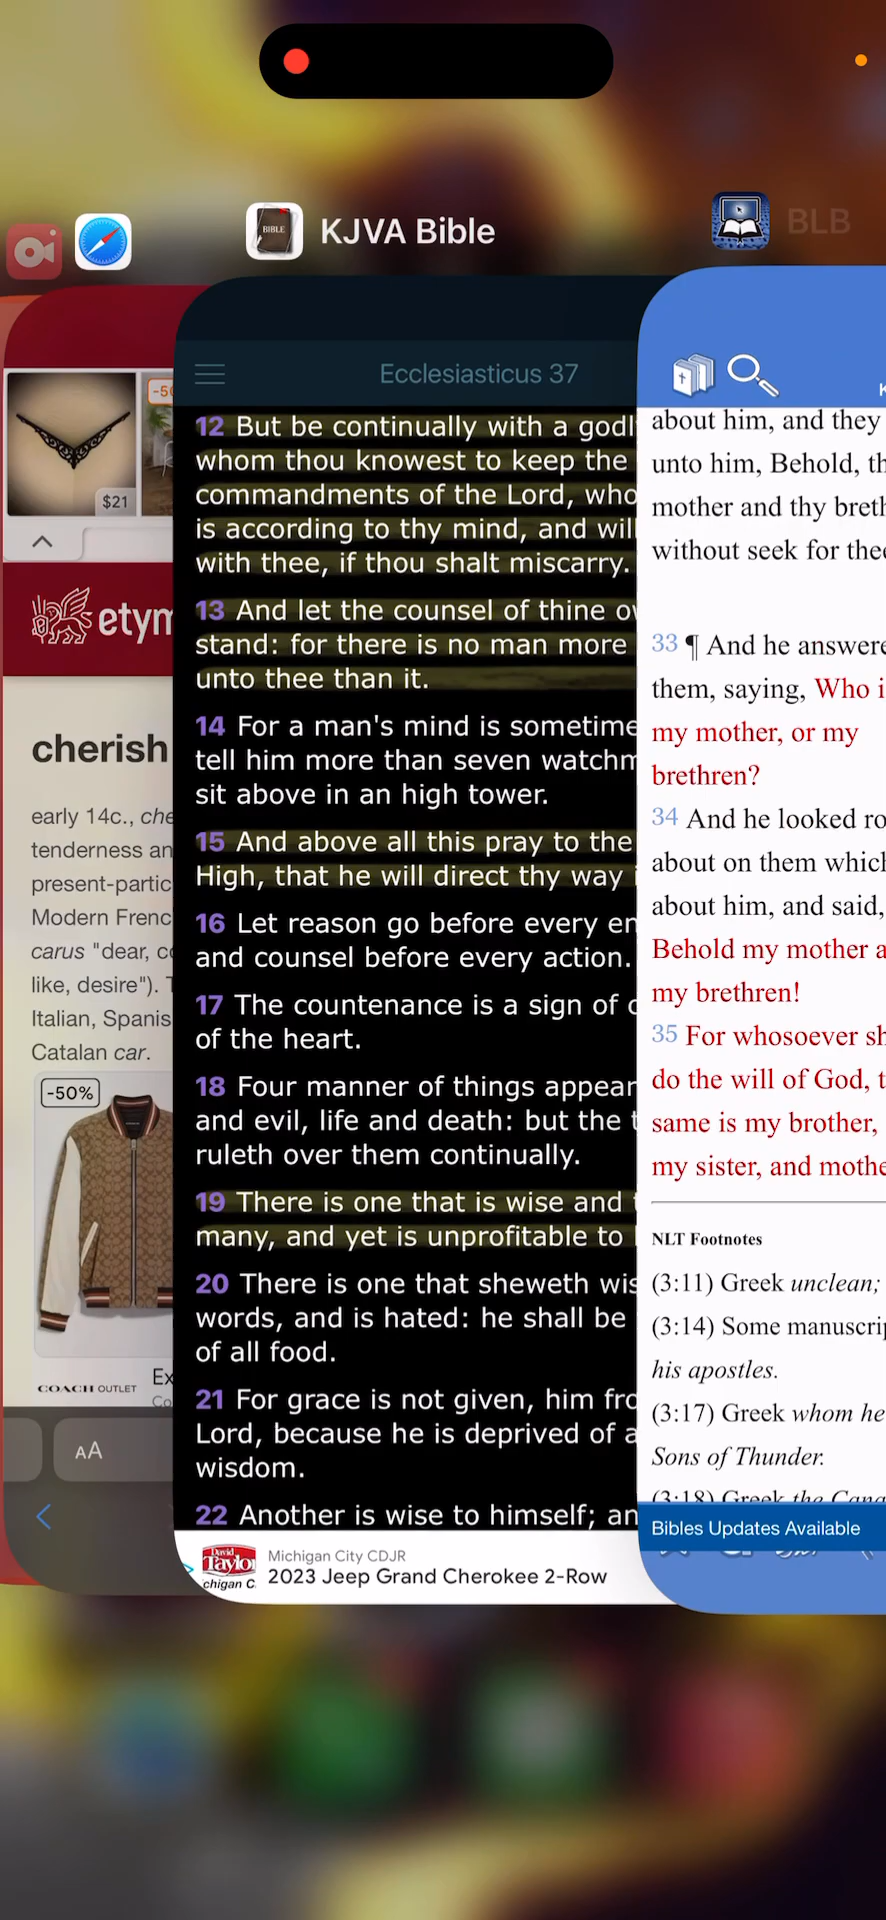 KJVA Bible
BLB
BIBLE
$21
-50
etym
cherish
early 14c., che
tenderness an
present-partic
Modern Frenc
carus "dear, co
like, desire"). T
Italian, Spanis
Catalan car.
-50%
COACH OUTLET
Ex
Co
AA
Ecclesiasticus 37
12 But be continually with a godl
whom thou knowest to keep the
commandments of the Lord, who
is according to thy mind, and will
with thee, if thou shalt miscarry.
13 And let the counsel of thine ow
stand: for there is no man more
unto thee than it.
14 For a man's mind is sometime
tell him more than seven watchm
sit above in an high tower.
15 And above all this pray to the
High, that he will direct thy way i
16 Let reason go before every en
and counsel before every action.
17 The countenance is a sign of c
of the heart.
18 Four manner of things appear
and evil, life and death: but the t
ruleth over them continually.
19 There is one that is wise and t
many, and yet is unprofitable to
20 There is one that sheweth wis
words, and is hated: he shall be
of all food.
21 For grace is not given, him fro
Lord, because he is deprived of a
wisdom.
22 Another is wise to himself; an
David
Taylo
chigan C
Michigan City CDJR
2023 Jeep Grand Cherokee 2-Row
K
about him, and they
unto him, Behold, th
mother and thy breth
without seek for thee
33 ¶ And he answere
them, saying, Who i
my mother, or my
brethren?
34 And he looked ro
about on them which
about him, and said,
Behold my mother a
my brethren!
35 For whosoever sh
do the will of God, t
same is my brother,
my sister, and mothe
NLT Footnotes
(3:11) Greek unclean;
(3:14) Some manuscrip
his apostles.
(3:17) Greek whom he
Sons of Thunder.
(3:18) Greek the Cana
Bibles Updates Available